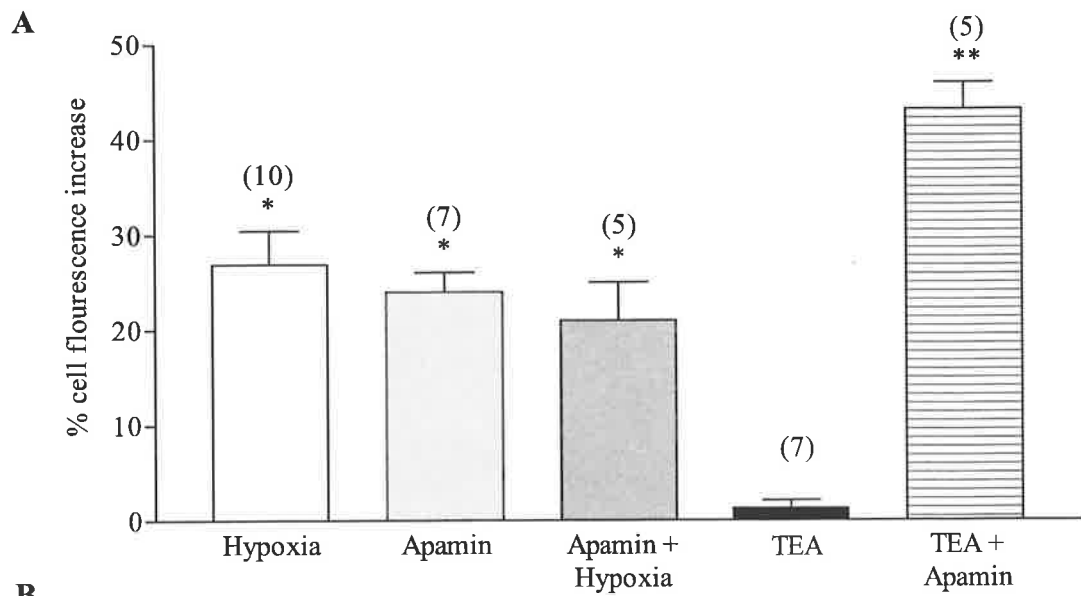 A
50
40
30
20
10
0
% cell flourescence increase
(10)
*
(7)
*
(5)
*
(7)
(5)
**
Hypoxia
Apamin
Apamin +
Hypoxia
TEA
TEA +
Apamin
B